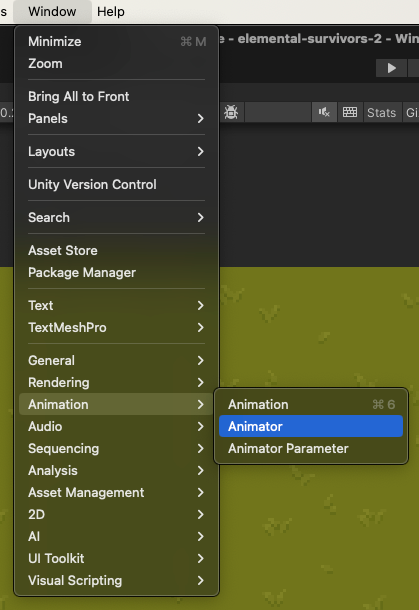 s Window Help
Minimize ⌘ M
Zoom
e - elemental-survivors-2 - Win
Bring All to Front
Panels
0.2
Stats Gi
Layouts
Unity Version Control
Search
Asset Store
Package Manager
Text
TextMeshPro
General
Rendering
Animation
Animation ⌘ 6
Audio
Animator
Sequencing
Animator Parameter
Analysis
Asset Management
2D
AI
UI Toolkit
Visual Scripting